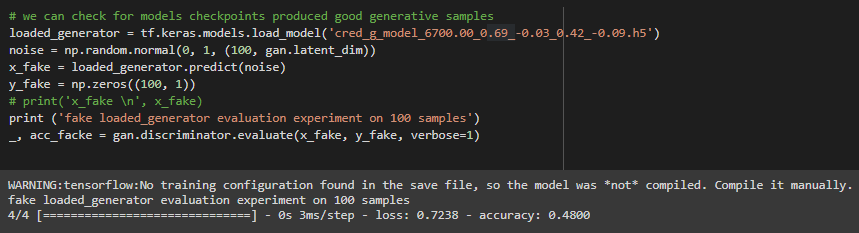 # we can check for models checkpoints produced good generative samples
loaded_generator = tf.keras.models.load_model('cred_g_model_6700.00_0.69_-0.03_0.42_-0.09.h5')
noise = np.random.normal(0, 1, (100, gan.latent_dim))
x_fake = loaded_generator.predict(noise)
y_fake = np.zeros((100, 1))
# print('x_fake \n', x_fake)
print ('fake loaded_generator evaluation experiment on 100 samples')
_, acc_facke = gan.discriminator.evaluate(x_fake, y_fake, verbose=1)
WARNING:tensorflow:No training configuration found in the save file, so the model was *not* compiled. Compile it manually.
fake loaded_generator evaluation experiment on 100 samples
4/4 [==============================] - 0s 3ms/step - loss: 0.7238 - accuracy: 0.4800